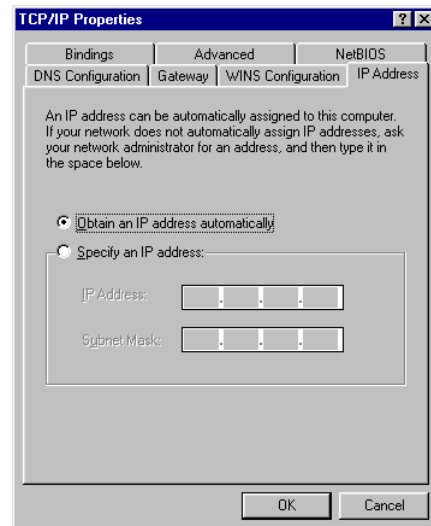 TCP/IP Properties
? x
Bindings Advanced NetBIOS
DNS Configuration Gateway WINS Configuration IP Address
An IP address can be automatically assigned to this computer.
If your network does not automatically assign IP addresses, ask
your network administrator for an address, and then type it in
the space below.
Obtain an IP address automatically
Specify an IP address:
IP Address:
. . .
Subnet Mask:
. . .
OK Cancel